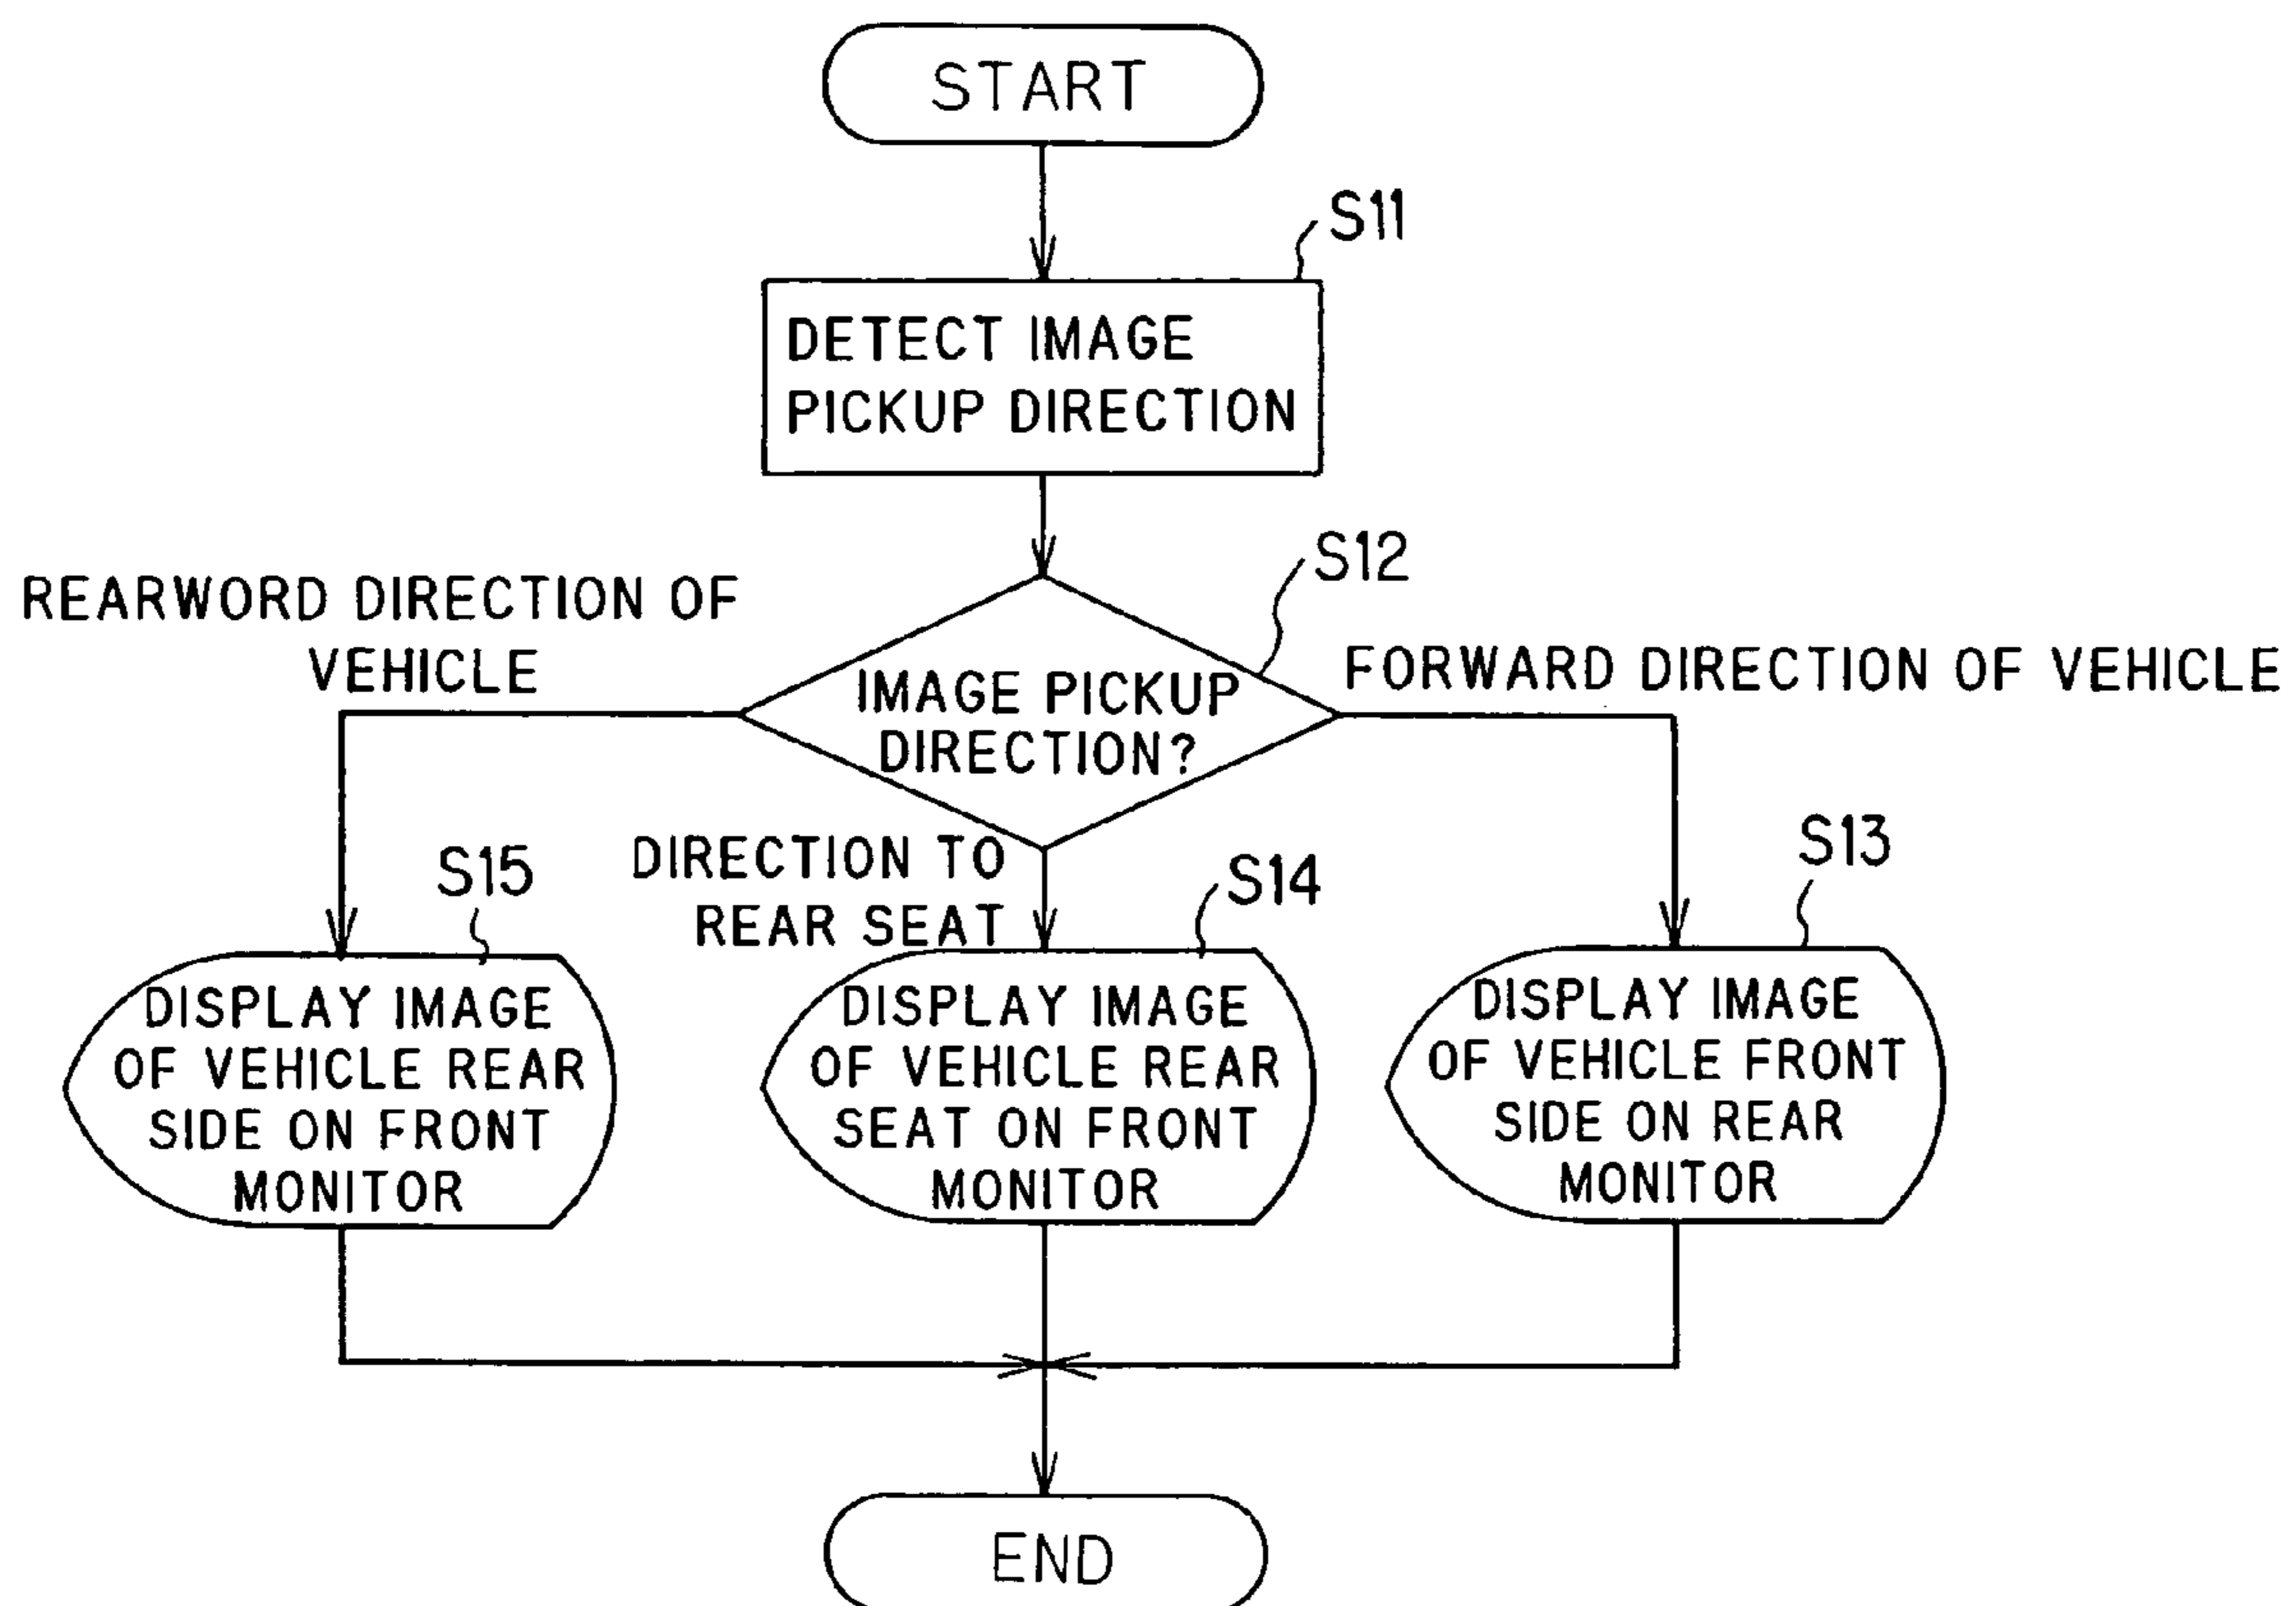 START
S11
DETECT IMAGE
PICKUP DIRECTION
S12
REARWORD DIRECTION OF
VEHICLE
IMAGE PICKUP
DIRECTION?
FORWARD DIRECTION OF VEHICLE
S15
DIRECTION TO
REAR SEAT
S14
S13
DISPLAY IMAGE
OF VEHICLE REAR
SIDE ON FRONT
MONITOR
DISPLAY IMAGE
OF VEHICLE REAR
SEAT ON FRONT
MONITOR
DISPLAY IMAGE
OF VEHICLE FRONT
SIDE ON REAR
MONITOR
END